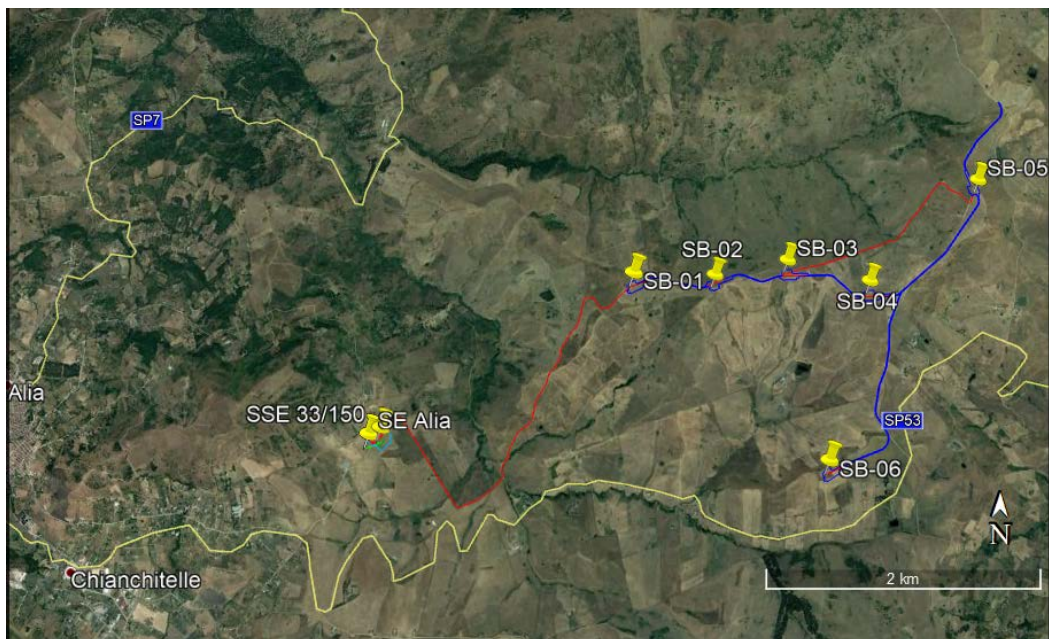 SP7
SB-05
SB-02
SB-03
SB-01
SB-04
Alia
SSE 33/150
SE Alia
SP53
SB-06
N
Chianchitelle
2 km